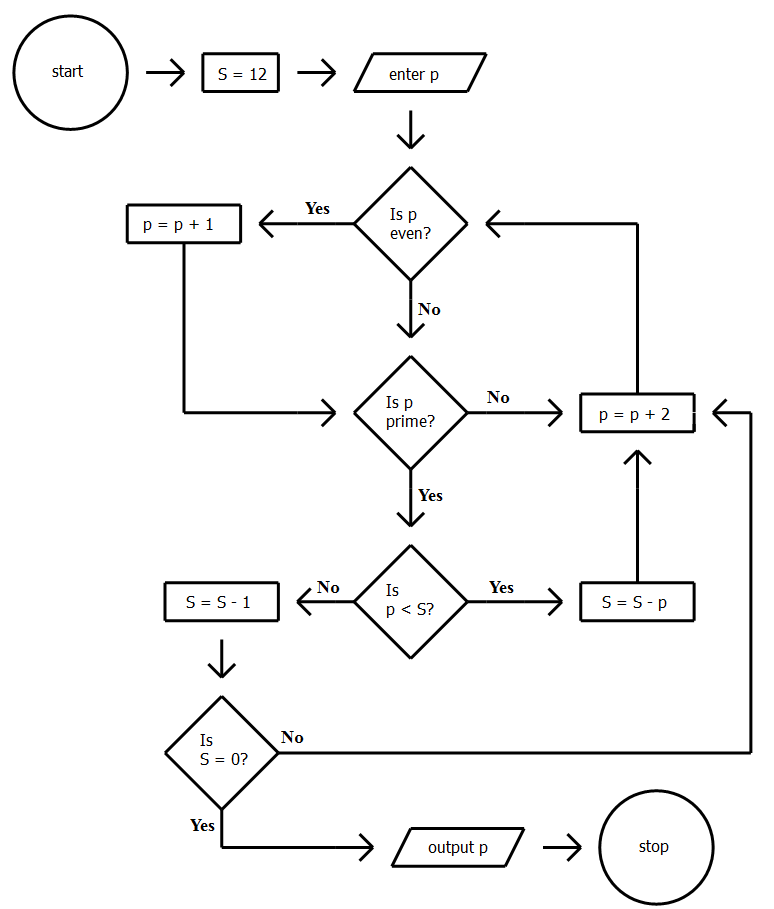 start
S = 12
enter p
Yes
p = p + 1
Is p
even?
No
Is p
prime?
No
p = p + 2
Yes
S = S - 1
No
Is
p < S?
Yes
S = S - p
Is
S = 0?
No
Yes
output p
stop